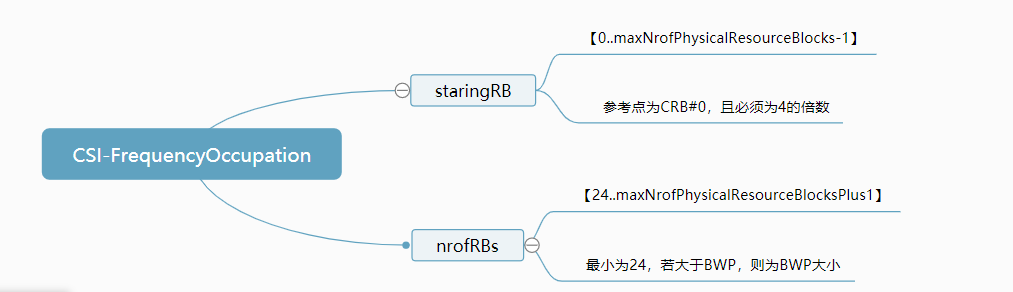 CSI-FrequencyOccupation
staringRB
【0..maxNrofPhysicalResourceBlocks-1】
参考点为CRB#0，且必须为4的倍数
nrofRBs
【24..maxNrofPhysicalResourceBlocksPlus1】
最小为24，若大于BWP，则为BWP大小